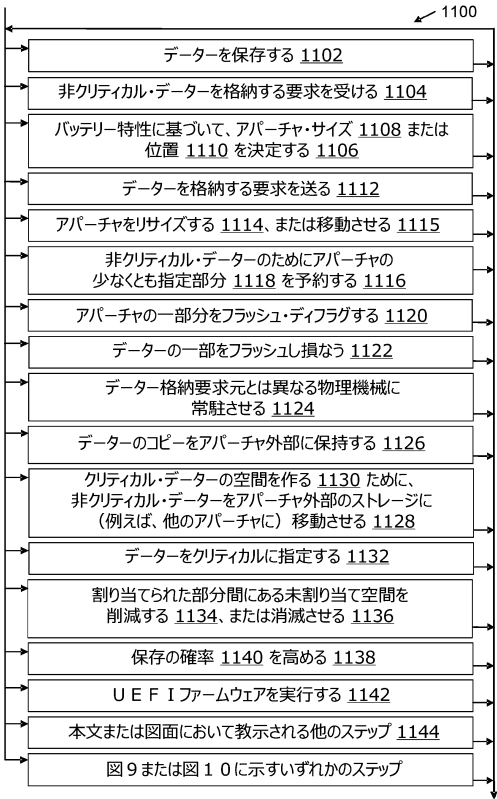 1100
データーを保存する 1102
非クリティカル・データーを格納する要求を受ける 1104
バッテリー特性に基づいて、アパーチャ・サイズ 1108 または
位置 1110 を決定する 1106
データーを格納する要求を送る 1112
アパーチャをリサイズする 1114、または移動させる 1115
非クリティカル・データーのためにアパーチャの
少なくとも指定部分 1118 を予約する 1116
アパーチャの一部分をフラッシュ・ディフラグする 1120
データーの一部をフラッシュし損なう 1122
データー格納要求元とは異なる物理機械に
常駐させる 1124
データーのコピーをアパーチャ外部に保持する 1126
クリティカル・データーの空間を作る 1130 ために、
非クリティカル・データーをアパーチャ外部のストレージに
（例えば、他のアパーチャに）移動させる 1128
データーをクリティカルに指定する 1132
割り当てられた部分間にある未割り当て空間を
削減する 1134、または消滅させる 1136
保存の確率 1140 を高める 1138
ＵＥＦＩファームウェアを実行する 1142
本文または図面において教示される他のステップ 1144
図９または図１０に示すいずれかのステップ